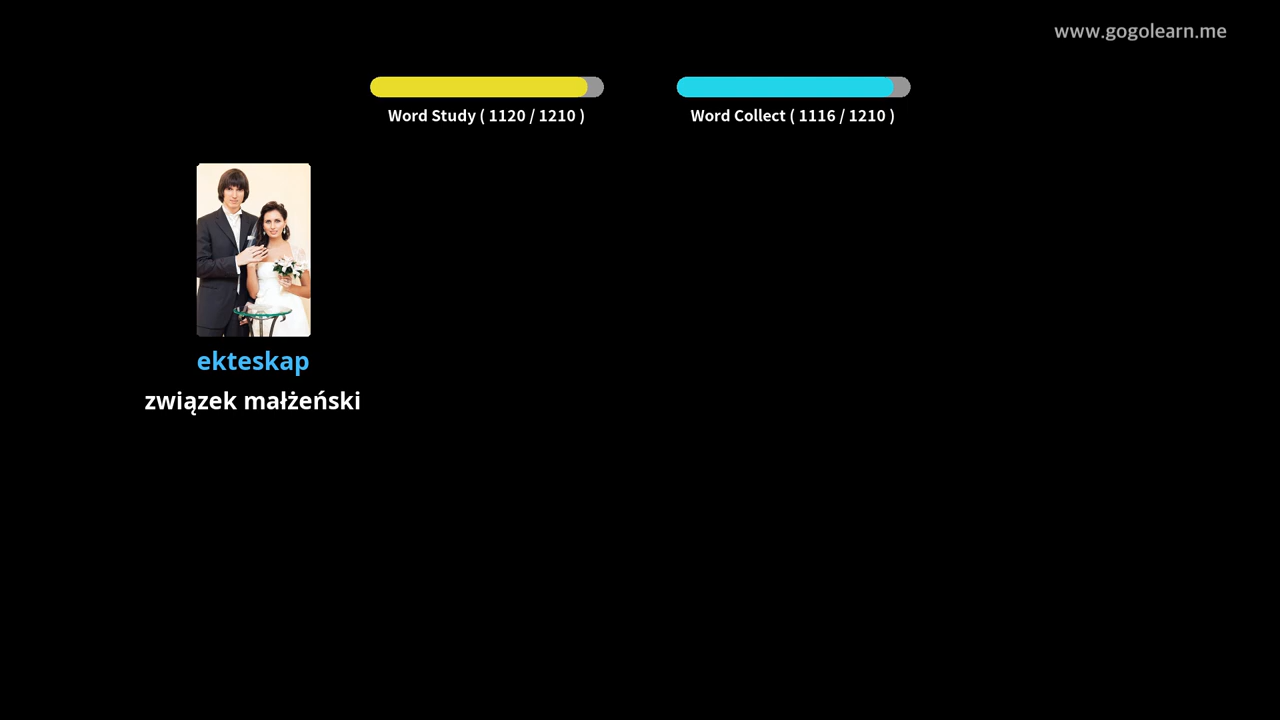 www.gogolearn.me
Word Study ( 1120 / 1210 )
Word Collect ( 1116 / 1210 )
ekteskap
związek małżeński